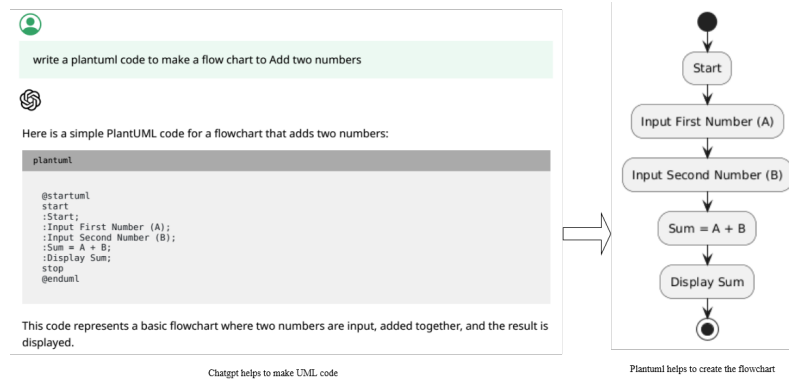 write a plantuml code to make a flow chart to Add two numbers
Here is a simple PlantUML code for a flowchart that adds two numbers:
plantuml
@startuml
start
:Start;
:Input First Number (A);
:Input Second Number (B);
:Sum = A + B;
:Display Sum;
stop
@enduml
This code represents a basic flowchart where two numbers are input, added together, and the result is
displayed.
Chatgpt helps to make UML code
Start
Input First Number (A)
Input Second Number (B)
Sum = A + B
Display Sum
Plantuml helps to create the flowchart